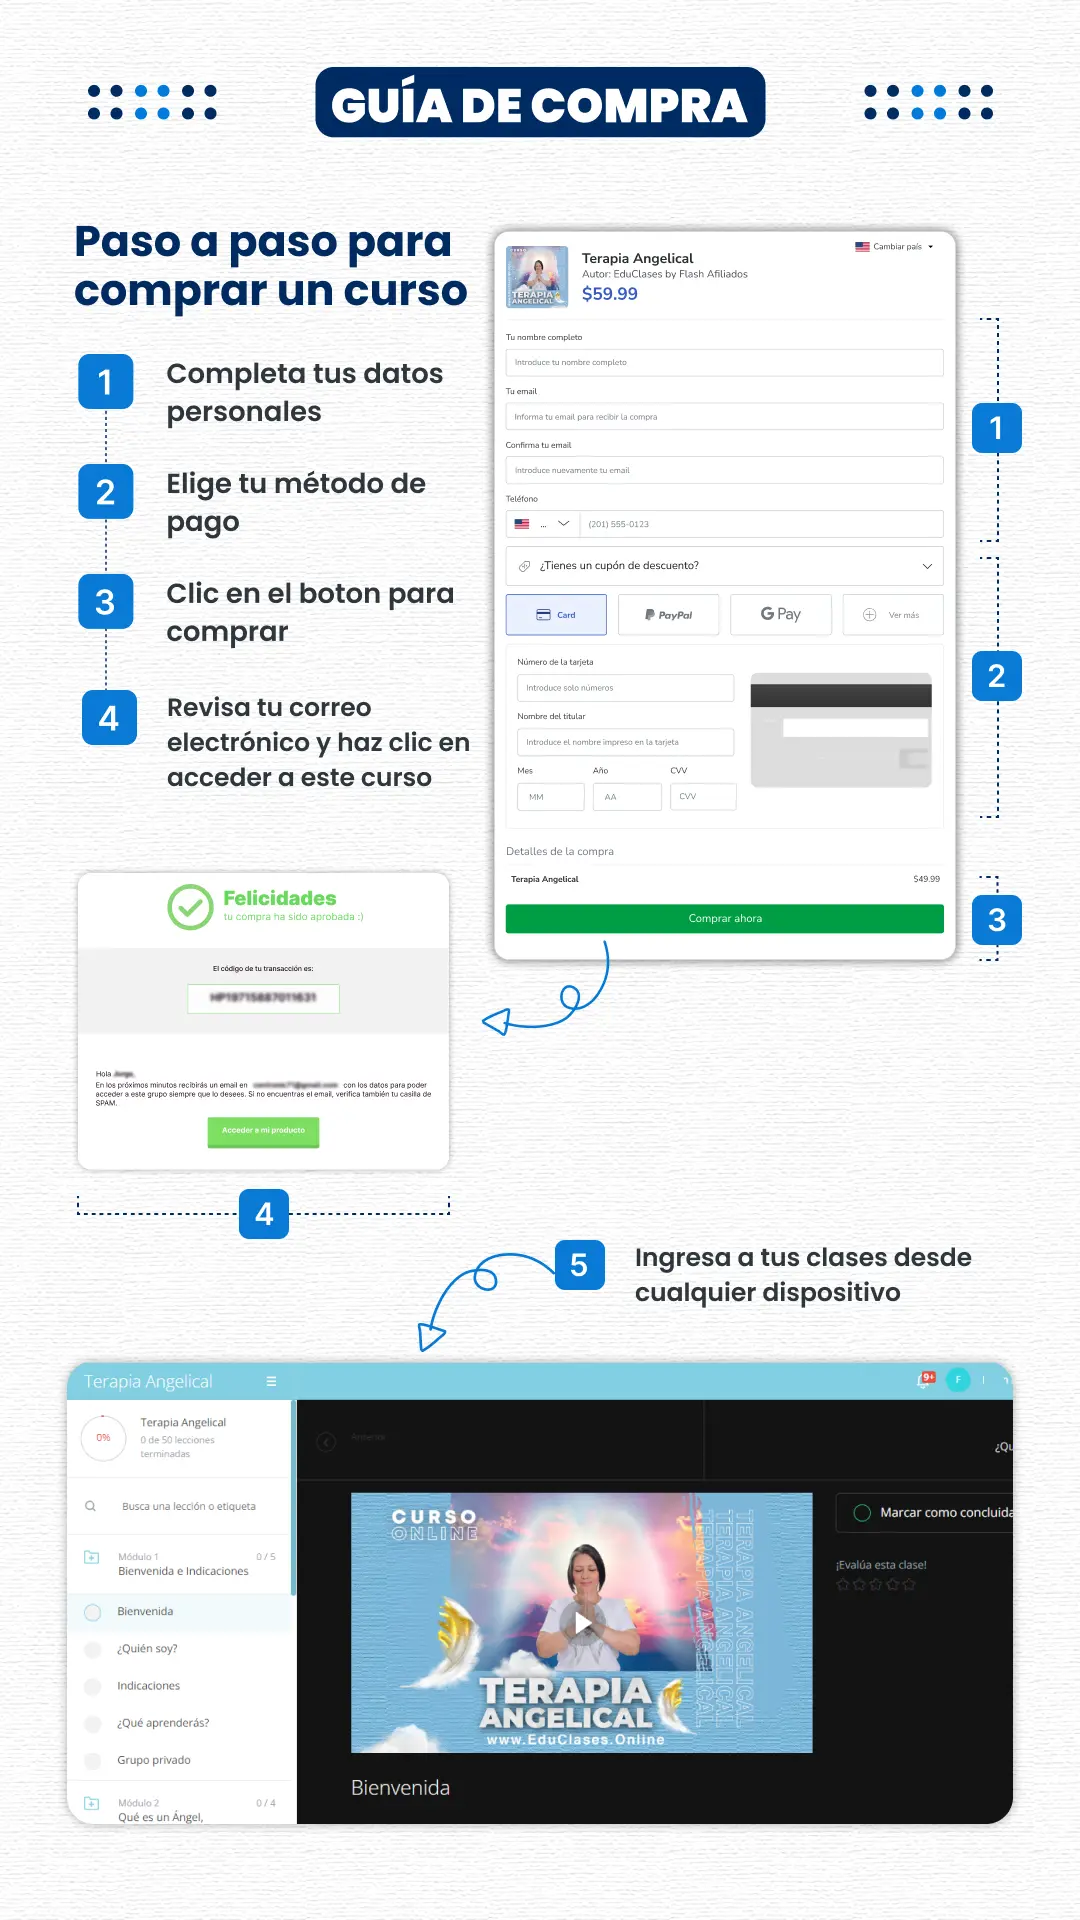 GUÍA DE COMPRA
Paso a paso para
comprar un curso
1
Completa tus datos
personales
2
Elige tu método de
pago
3
Clic en el boton para
comprar
4
Revisa tu correo
electrónico y haz clic en
acceder a este curso
CURSO
TERAPIA
ANGELICAL
Terapia Angelical
Autor: EduClases by Flash Afiliados
$59.99
Cambiar país
Tu nombre completo
Introduce tu nombre completo
Tu email
Informa tu email para recibir la compra
Confirma tu email
Introduce nuevamente tu email
Teléfono
... (201) 555-0123
¿Tienes un cupón de descuento?
Card
PayPal
G Pay
Ver más
Número de la tarjeta
Introduce solo números
Nombre del titular
Introduce el nombre impreso en la tarjeta
Mes Año CVV
MM AA CVV
Detalles de la compra
Terapia Angelical $49.99
Comprar ahora
1
2
3
Felicidades
tu compra ha sido aprobada :)
El código de tu transacción es:
Hola
En los próximos minutos recibirás un email en con los datos para poder
acceder a este grupo siempre que lo desees. Si no encuentras el email, verifica también tu casilla de
SPAM.
Acceder a mi producto
4
5
Ingresa a tus clases desde
cualquier dispositivo
Terapia Angelical
9+
F
0%
Terapia Angelical
0 de 50 lecciones
terminadas
Busca una lección o etiqueta
Módulo 1 0 / 5
Bienvenida e Indicaciones
Bienvenida
¿Quién soy?
Indicaciones
¿Qué aprenderás?
Grupo privado
Módulo 2 0 / 4
Qué es un Ángel,
¿Qu
CURSO
ONLINE
TERAPIA ANGELICAL
TERAPIA ANGELICAL
TERAPIA ANGELICAL
TERAPIA
ANGELICAL
www.EduClases.Online
Marcar como concluida
¡Evalúa esta clase!
Bienvenida